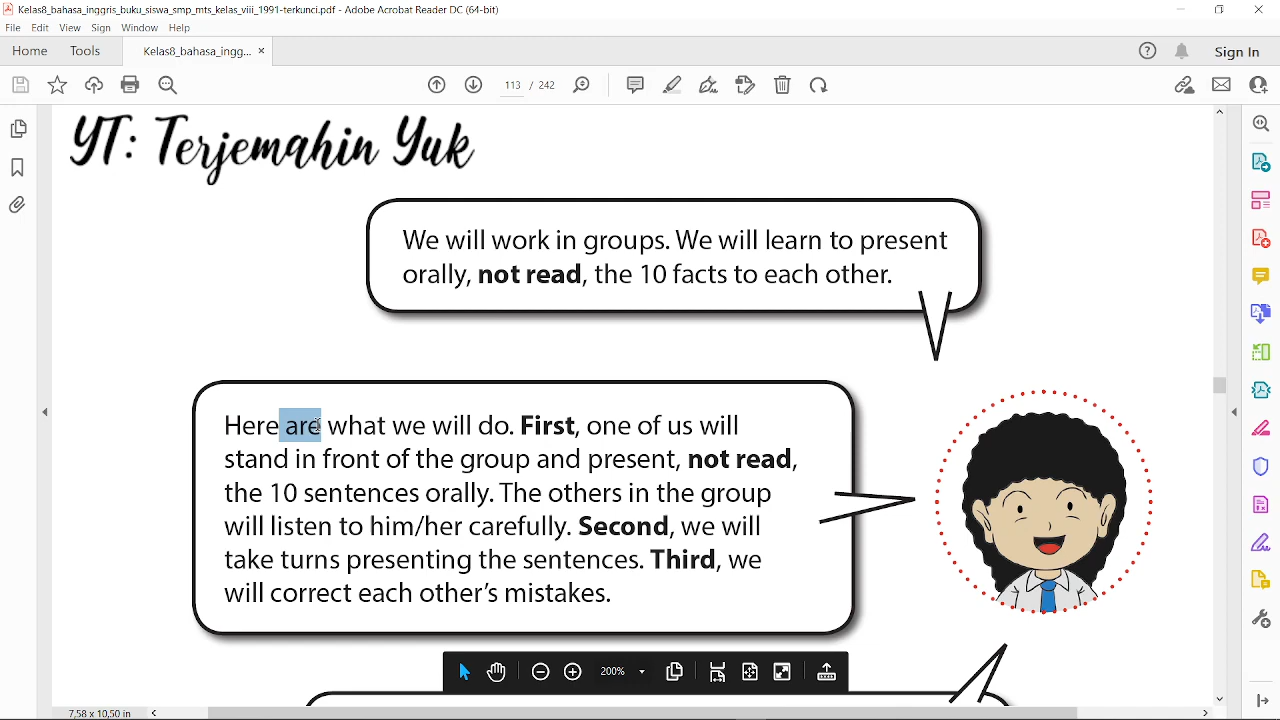 Kelas8_bahasa_inggris_buku_siswa_smp_mts_kelas_viii_1991-terkunci.pdf - Adobe Acrobat Reader DC (64-bit)
File Edit View Sign Window Help
Home Tools Kelas8_bahasa_ingg... × Sign In
113 / 242
YT: Terjemahin Yuk
We will work in groups. We will learn to present
orally, not read, the 10 facts to each other.
Here are what we will do. First, one of us will
stand in front of the group and present, not read,
the 10 sentences orally. The others in the group
will listen to him/her carefully. Second, we will
take turns presenting the sentences. Third, we
will correct each other’s mistakes.
200%
7,58 x 10,50 in